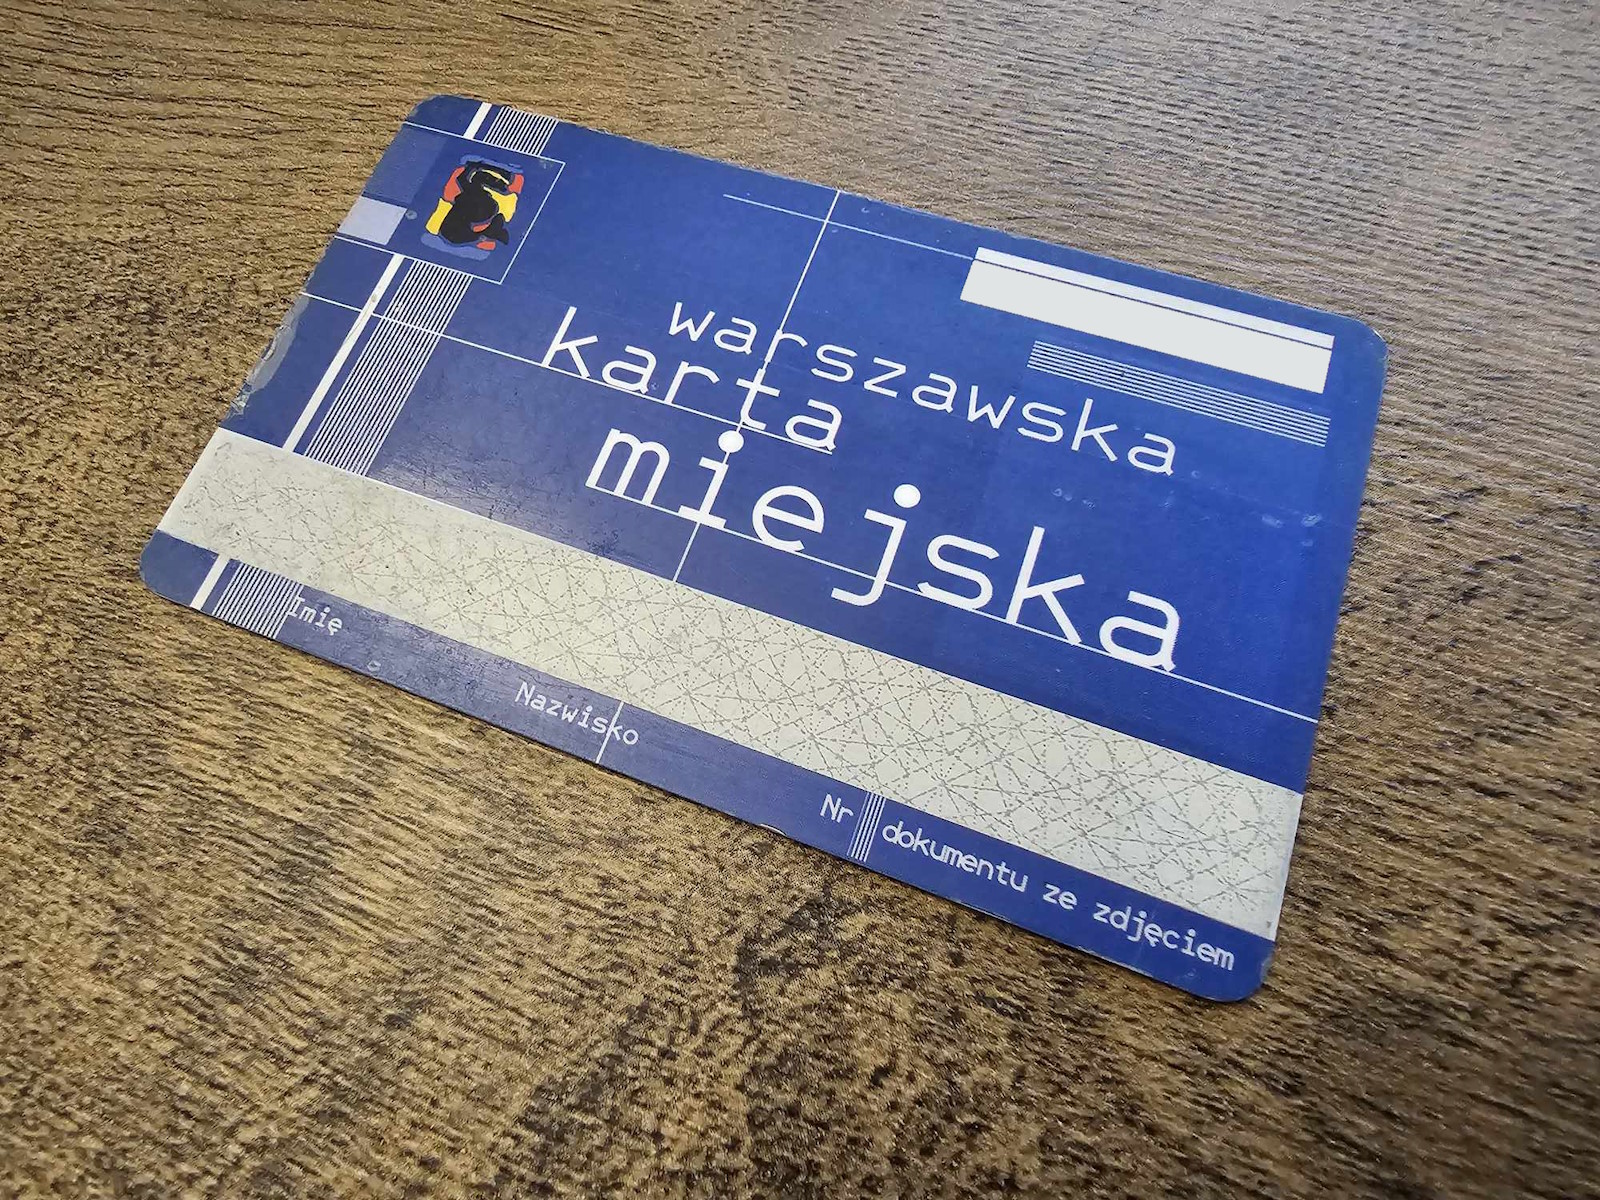 warszawska
karta
miejska
Imię
Nazwisko
Nr dokumentu ze zdjęciem